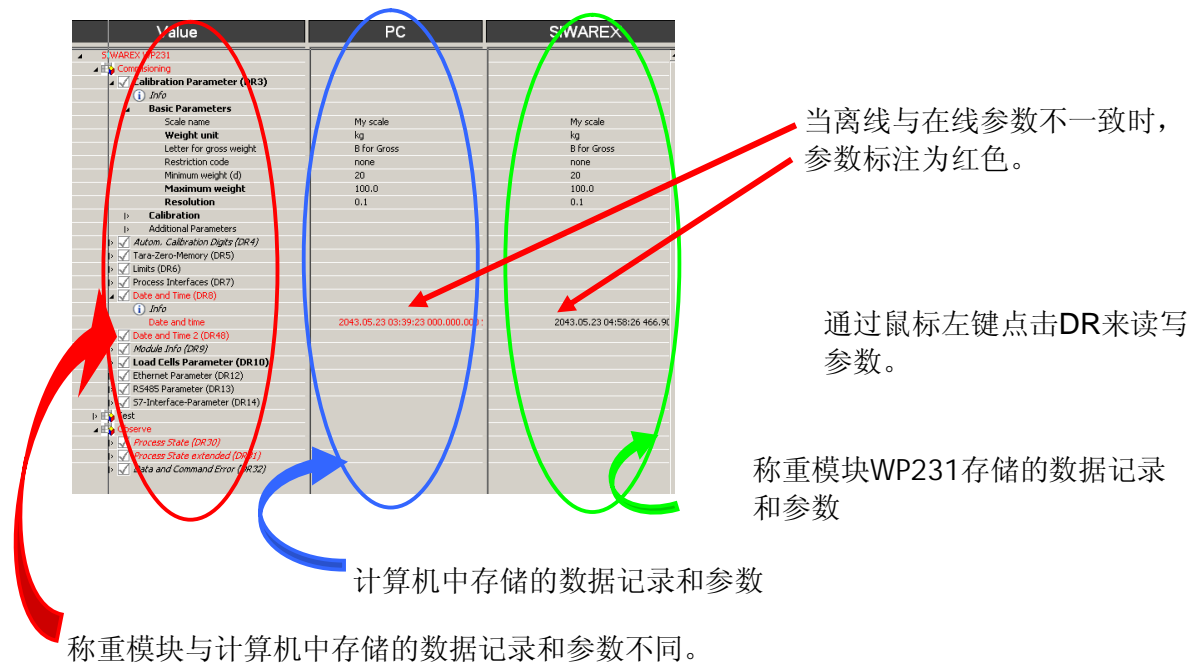 Value PC SIWAREX
SIWAREX WP231
Commisioning
Calibration Parameter (DR3)
Info
Basic Parameters
Scale name My scale My scale
Weight unit kg kg
Letter for gross weight B for Gross B for Gross
Restriction code none none
Minimum weight (d) 20 20
Maximum weight 100.0 100.0
Resolution 0.1 0.1
Calibration
Additional Parameters
Autom. Calibration Digits (DR4)
Tara-Zero-Memory (DR5)
Limits (DR6)
Process Interfaces (DR7)
Date and Time (DR8)
Info
Date and time 2043.05.23 03:39:23 000.000.000 2043.05.23 04:58:26 466.90
Date and Time 2 (DR48)
Module Info (DR9)
Load Cells Parameter (DR10)
Ethernet Parameter (DR12)
RS485 Parameter (DR13)
S7-Interface-Parameter (DR14)
Test
Observe
Process State (DR30)
Process State extended (DR31)
Data and Command Error (DR32)
当离线与在线参数不一致时，
参数标注为红色。
通过鼠标左键点击DR来读写
参数。
称重模块WP231存储的数据记录
和参数
计算机中存储的数据记录和参数
称重模块与计算机中存储的数据记录和参数不同。